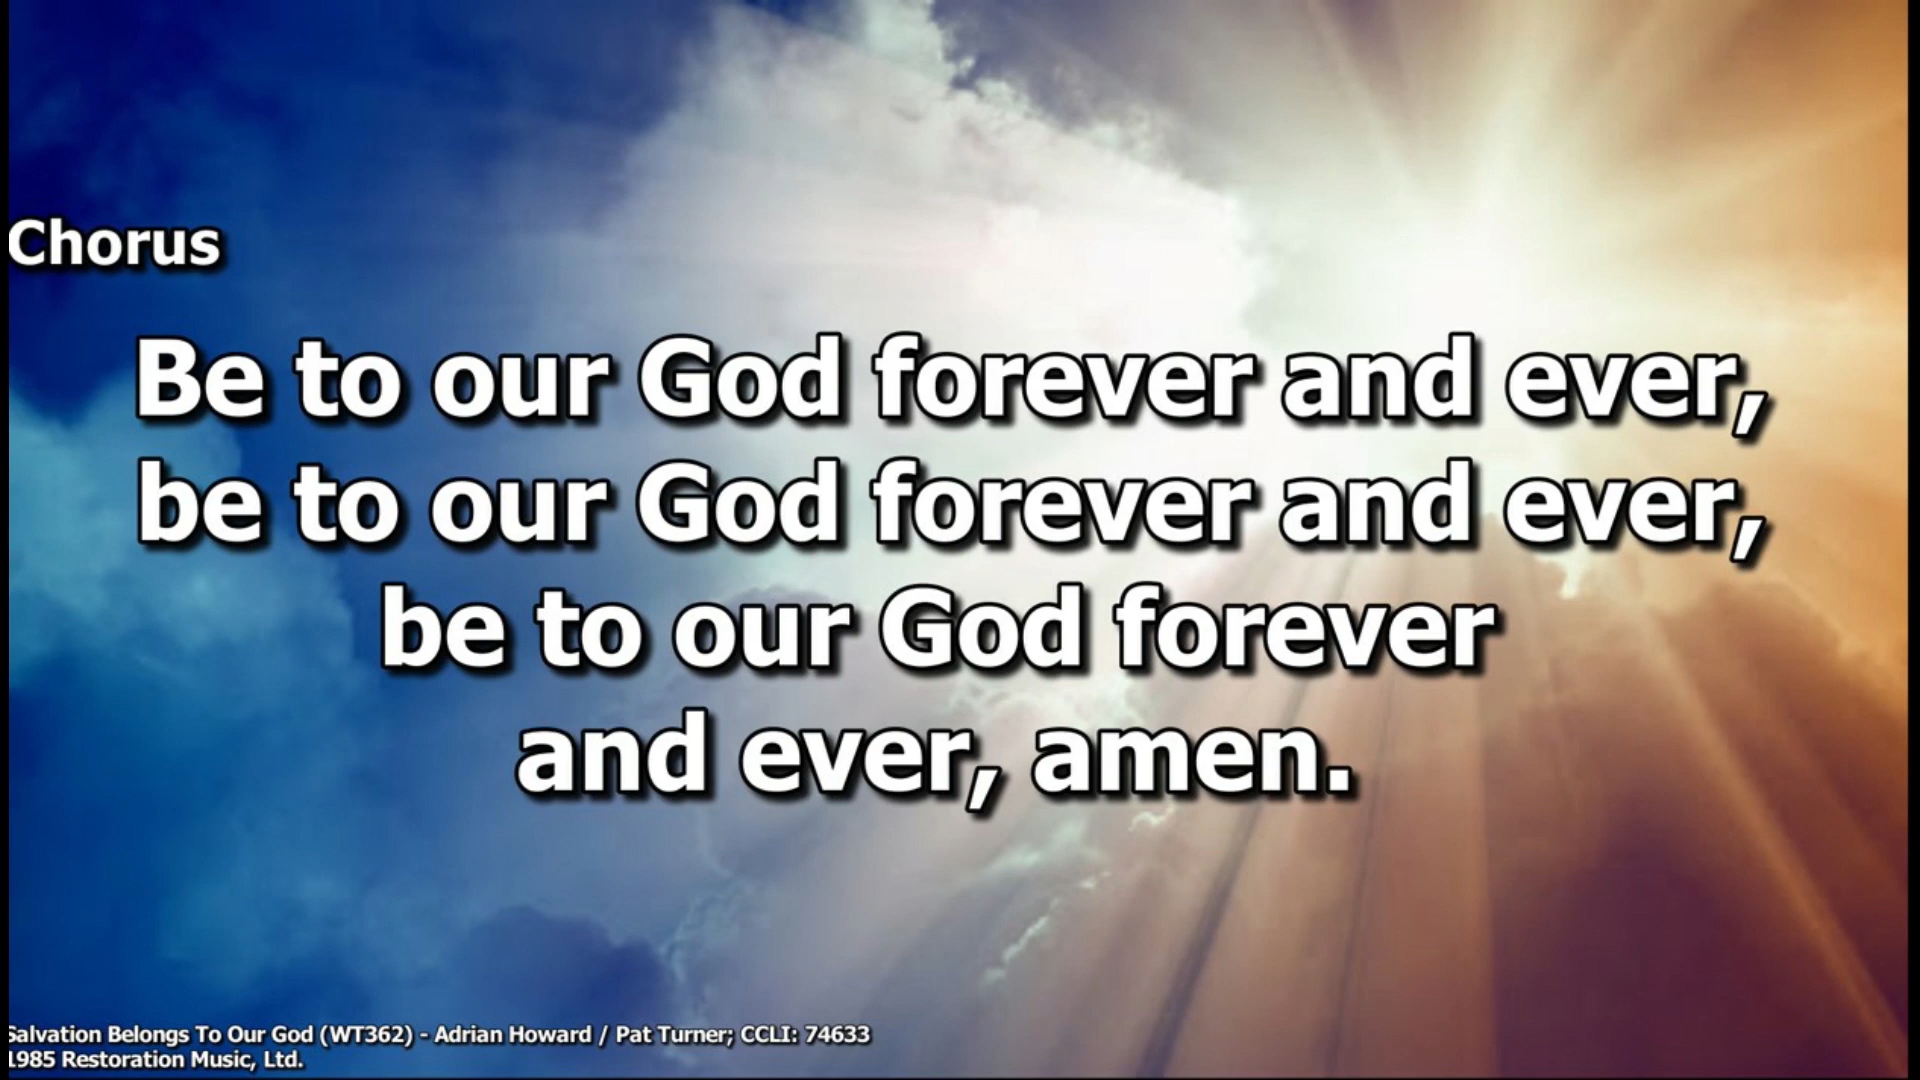 Chorus
Be to our God forever and ever,
be to our God forever and ever,
be to our God forever
and ever, amen.
Salvation Belongs To Our God (WT362) - Adrian Howard / Pat Turner; CCLI: 74633
1985 Restoration Music, Ltd.